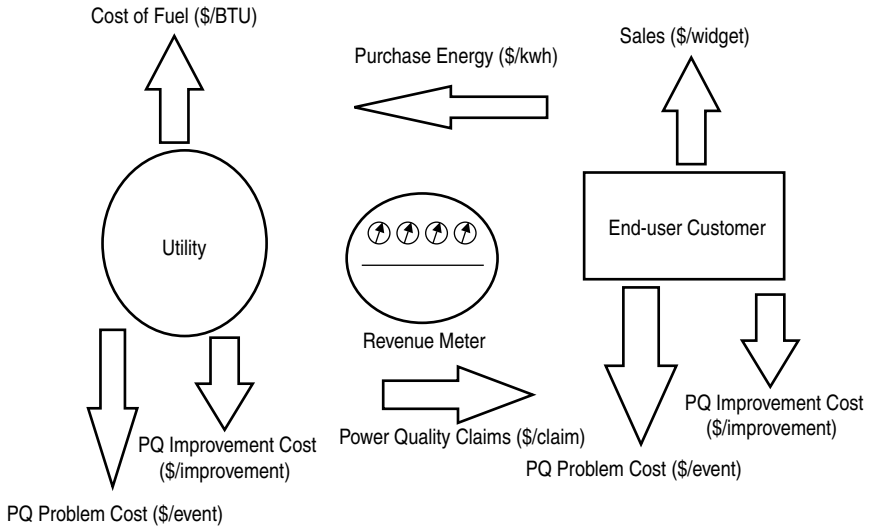 Cost of Fuel ($/BTU)
Purchase Energy ($/kwh)
Sales ($/widget)
Utility
End-user Customer
Revenue Meter
Power Quality Claims ($/claim)
PQ Improvement Cost
($/improvement)
PQ Problem Cost ($/event)
PQ Improvement Cost
($/improvement)
PQ Problem Cost ($/event)